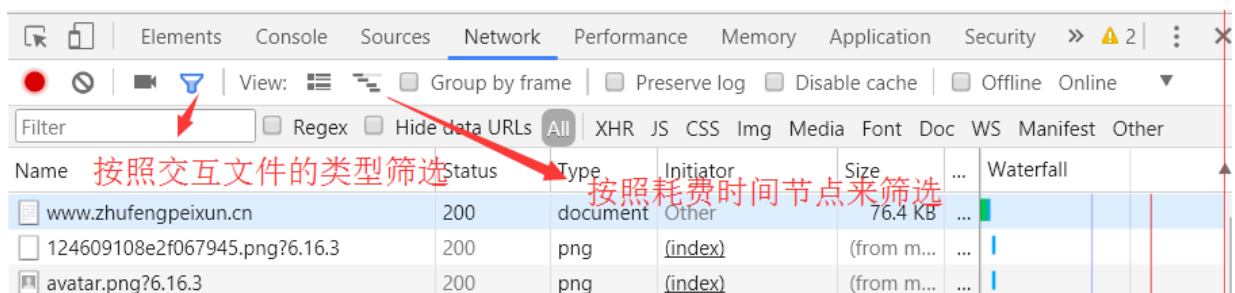 Elements Console Sources Network Performance Memory Application Security » 2
View: Group by frame Preserve log Disable cache Offline Online
Filter Regex Hide data URLs All XHR JS CSS Img Media Font Doc WS Manifest Other
Name Status Type Initiator Size ... Waterfall
按照交互文件的类型筛选
按照耗费时间节点来筛选
www.zhufengpeixun.cn 200 document Other 76.4 KB ...
124609108e2f067945.png?6.16.3 200 png (index) (from m... ...
avatar.png?6.16.3 200 png (index) (from m... ...